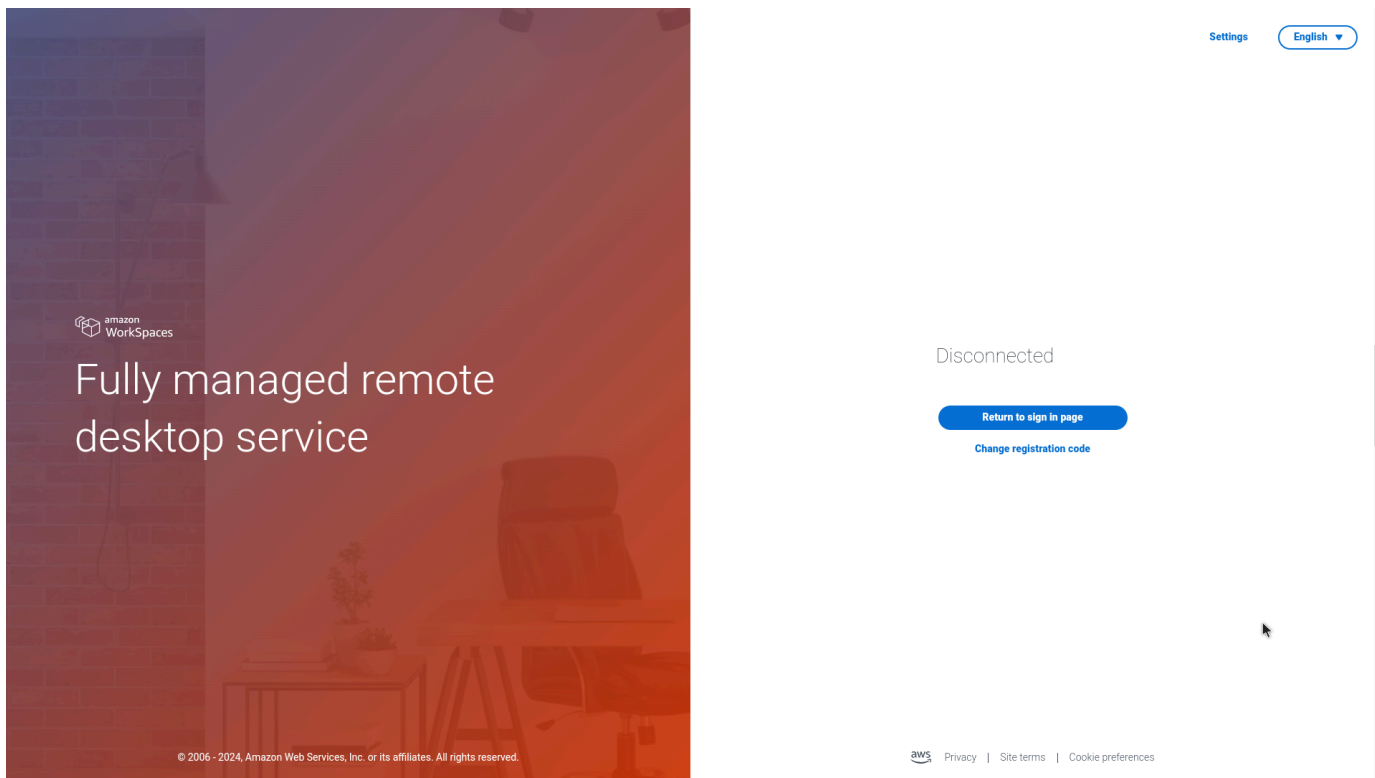 Settings
English
amazon
WorkSpaces
Fully managed remote
desktop service
Disconnected
Return to sign in page
Change registration code
© 2006 - 2024, Amazon Web Services, Inc. or its affiliates. All rights reserved.
aws Privacy | Site terms | Cookie preferences